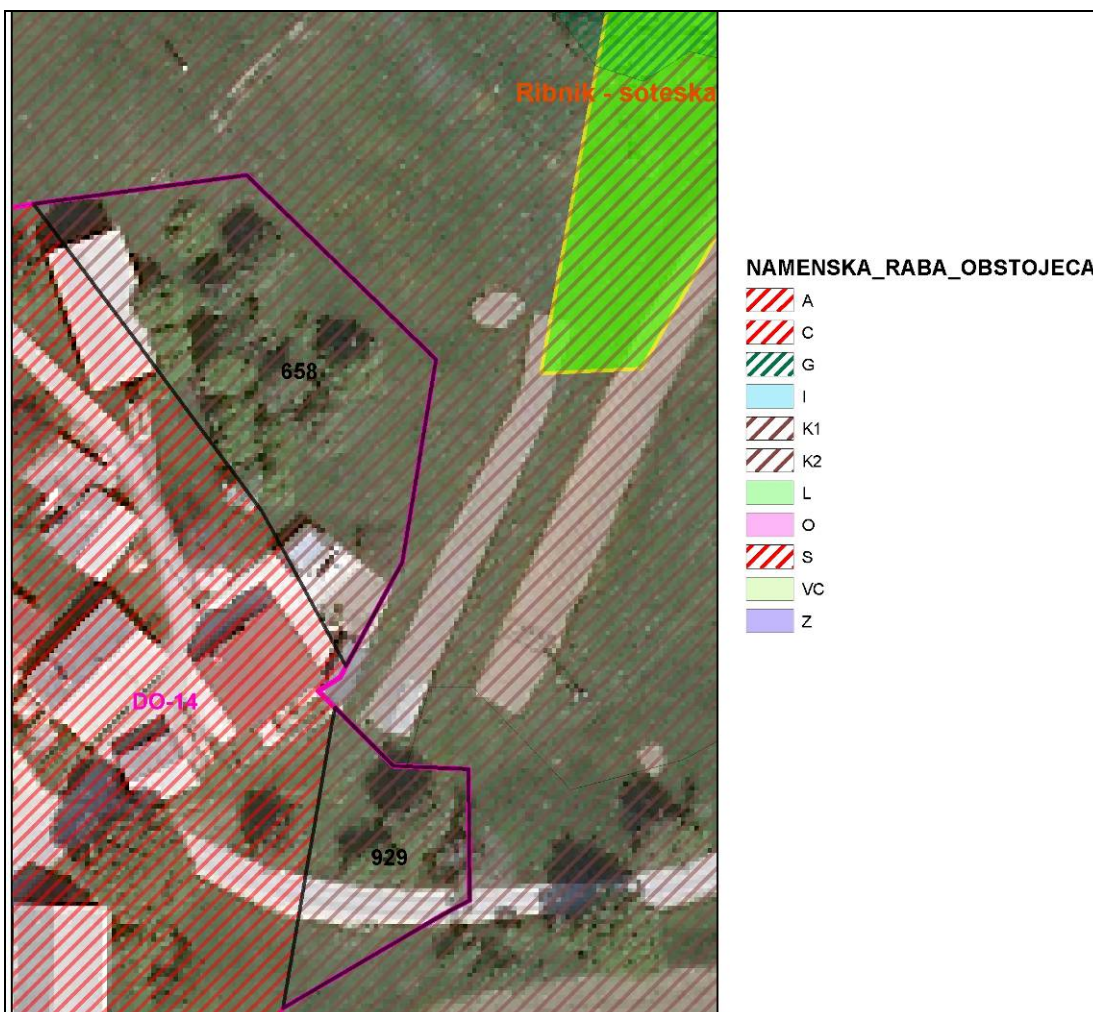 Ribnik - soteska
658
DO-14
929
NAMENSKA_RABA_OBSTOJECA
A
C
G
I
K1
K2
L
O
S
VC
Z